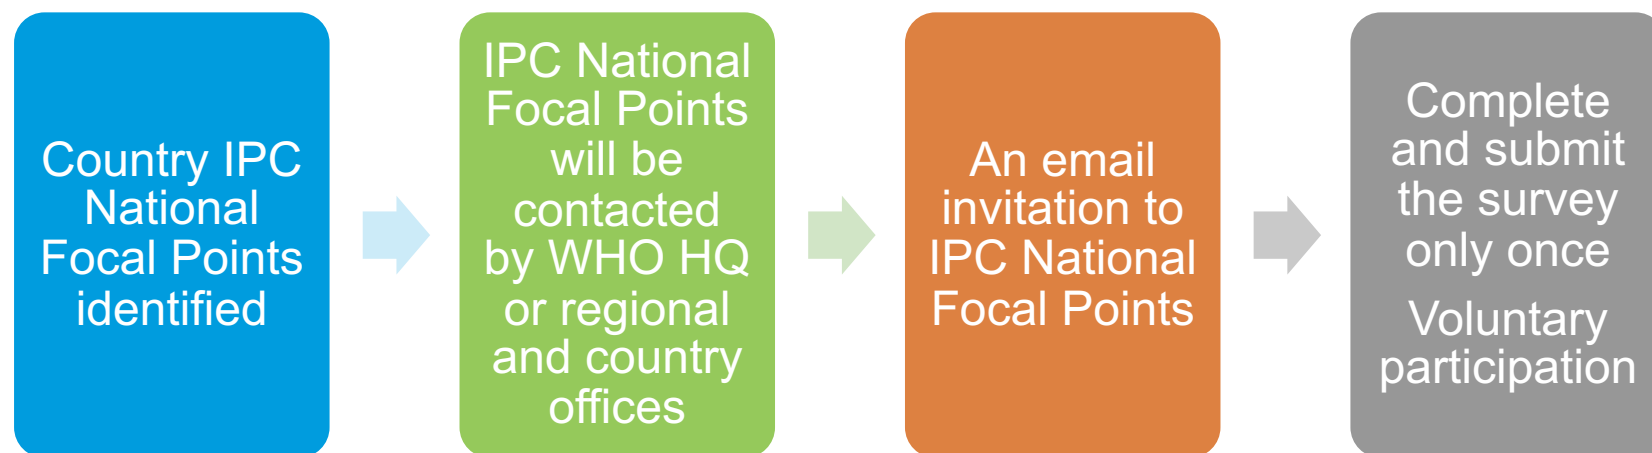 Country IPC
National
Focal Points
identified
IPC National
Focal Points
will be
contacted
by WHO HQ
or regional
and country
offices
An email
invitation to
IPC National
Focal Points
Complete
and submit
the survey
only once
Voluntary
participation